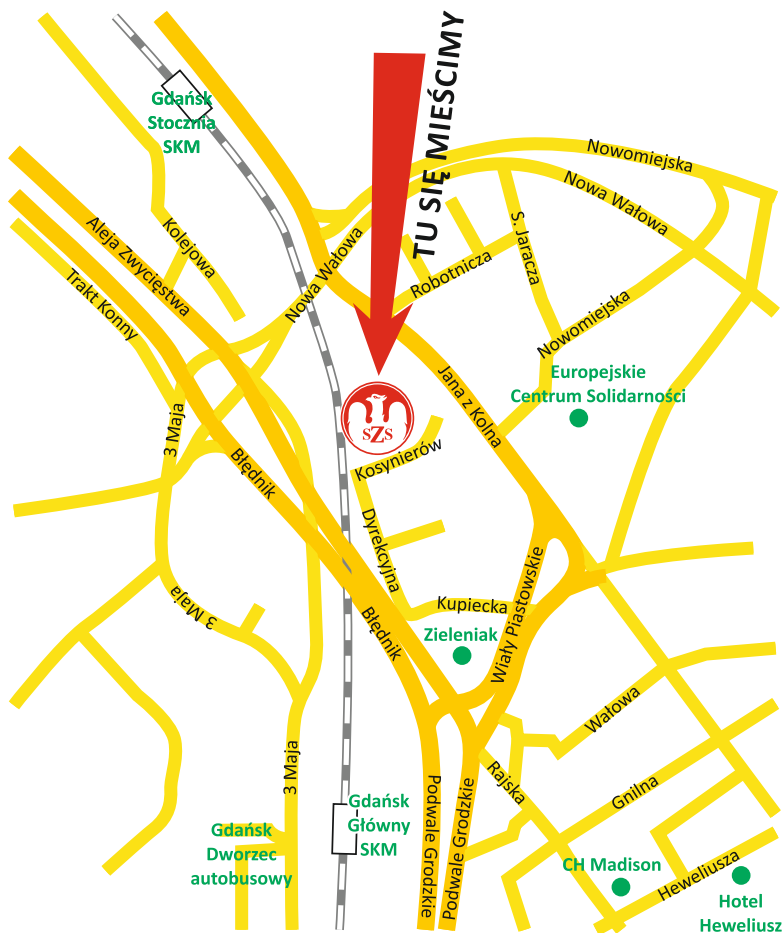 TU SIĘ MIEŚCIMY
Gdańsk
Stocznia
SKM
Nowomiejska
Nowa Wałowa
Kolejowa
Aleja Zwycięstwa
Trakt Konny
Nowa Wałowa
Robotnicza
S. Jaracza
Nowomiejska
Europejskie
Centrum Solidarności
Jana z Kolna
SZS
3 Maja
Kosynierów
Błędnik
Dyrekcyjna
3 Maja
Kupiecka
Zieleniak
Wiały Piastowskie
Błędnik
Wałowa
3 Maja
Rajska
Gnilna
Gdańsk
Główny
SKM
Podwale Grodzkie
Podwale Grodzkie
Gdańsk
Dworzec
autobusowy
CH Madison
Heweliusza
Hotel
Heweliusz